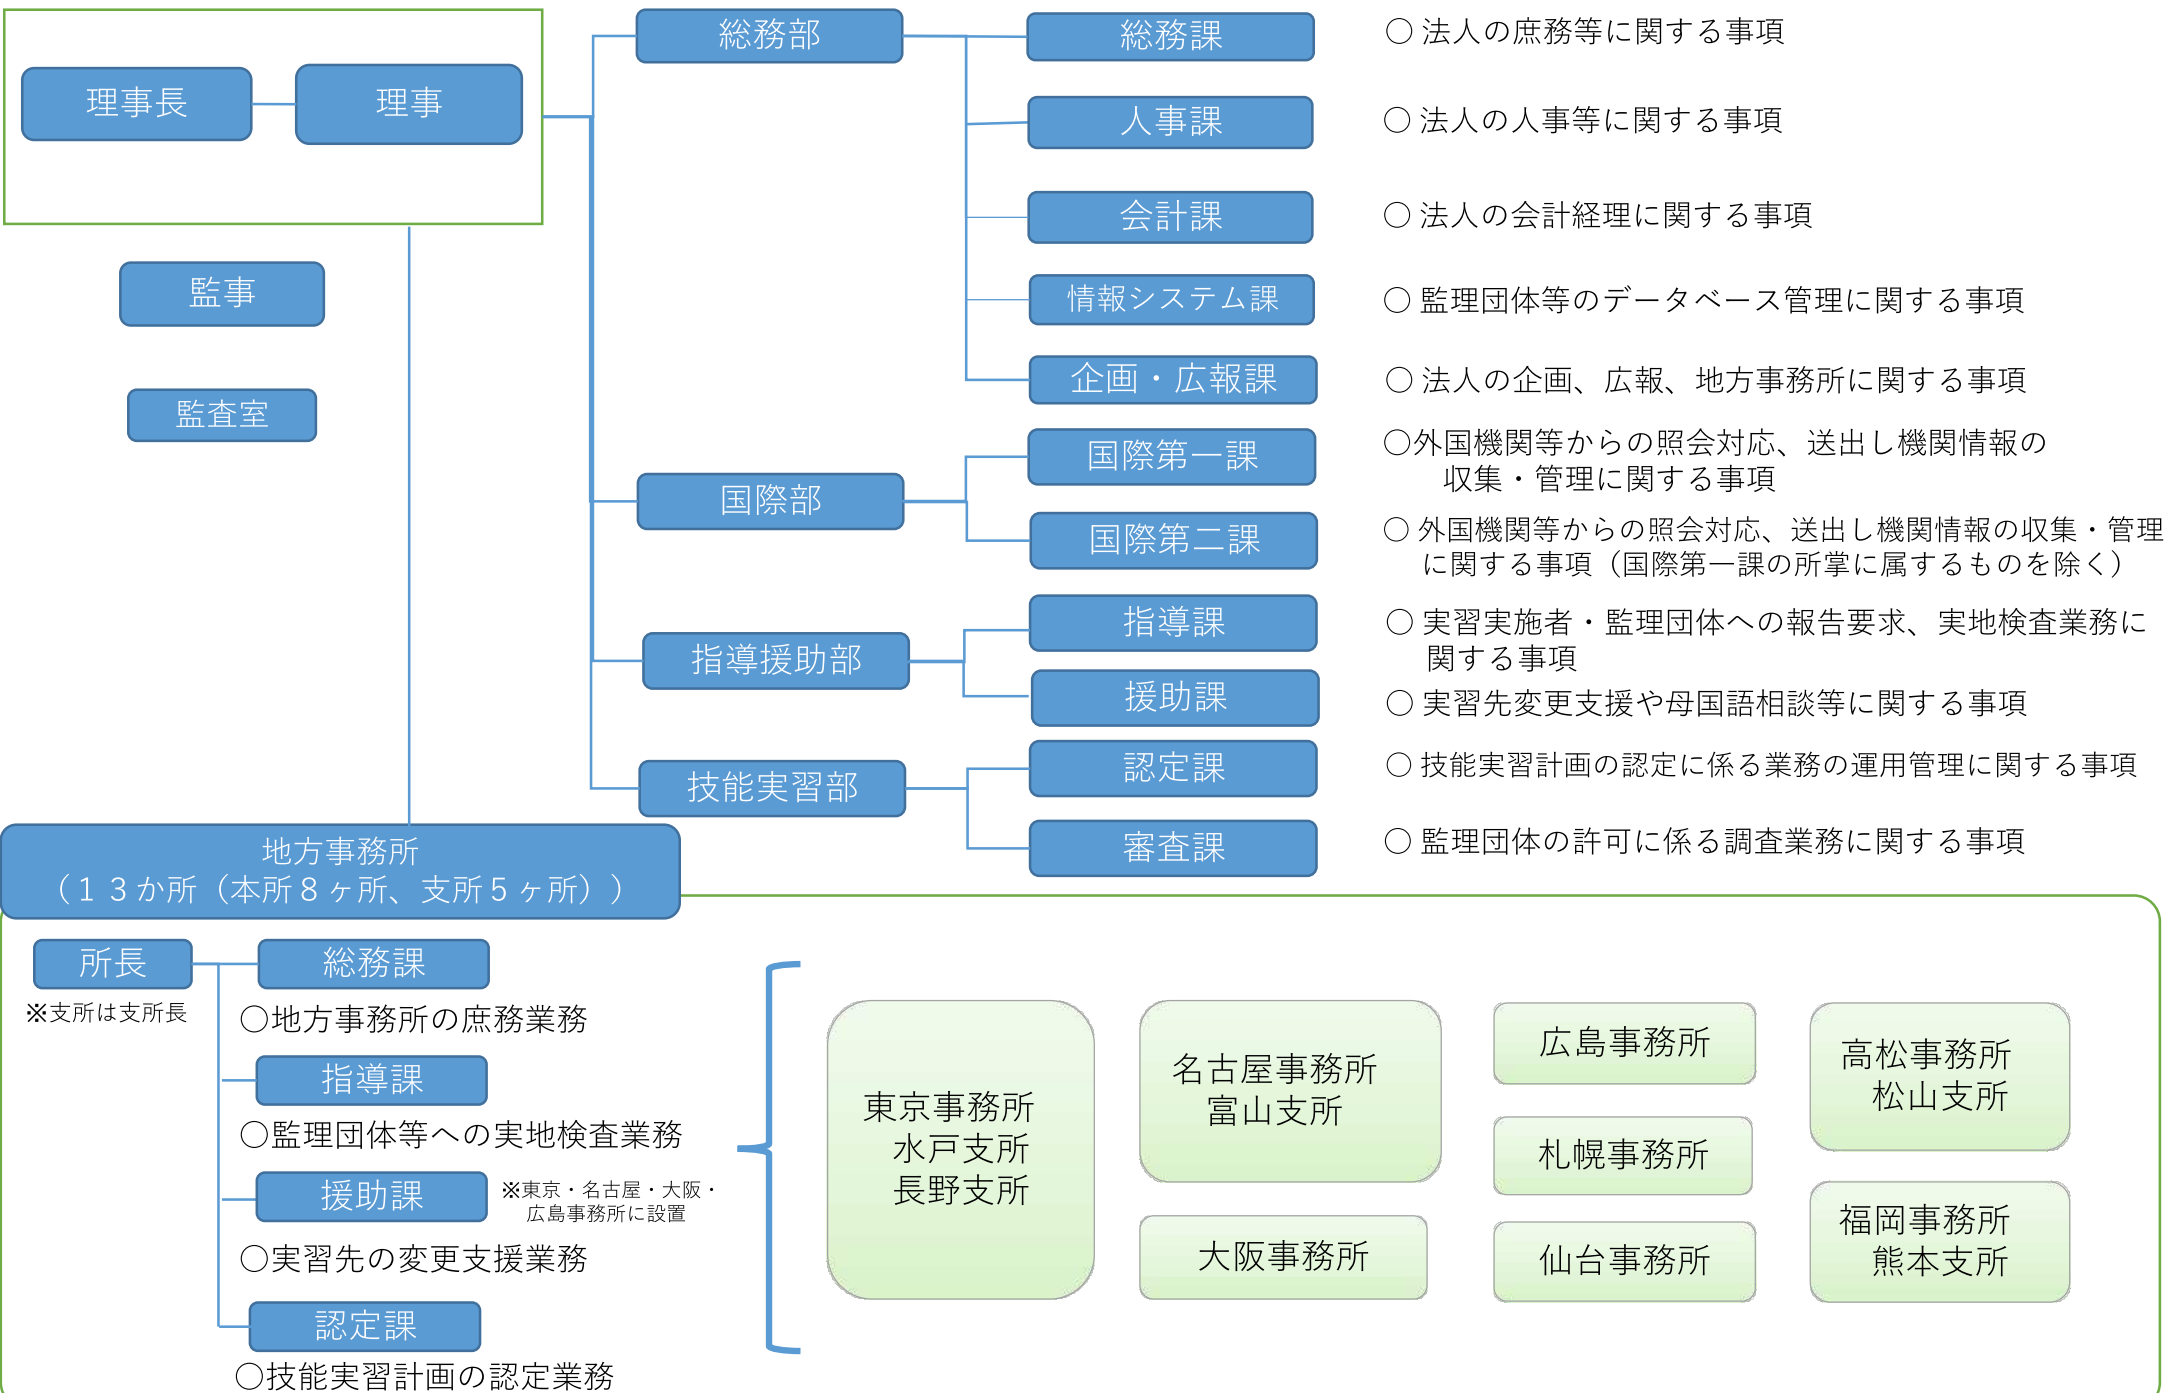 理事長
理事
監事
監査室
総務部
総務課
○ 法人の庶務等に関する事項
人事課
○ 法人の人事等に関する事項
会計課
○ 法人の会計経理に関する事項
情報システム課
○ 監理団体等のデータベース管理に関する事項
企画・広報課
○ 法人の企画、広報、地方事務所に関する事項
国際部
国際第一課
○外国機関等からの照会対応、送出し機関情報の
収集・管理に関する事項
国際第二課
○ 外国機関等からの照会対応、送出し機関情報の収集・管理
に関する事項（国際第一課の所掌に属するものを除く）
指導援助部
指導課
○ 実習実施者・監理団体への報告要求、実地検査業務に
関する事項
援助課
○ 実習先変更支援や母国語相談等に関する事項
技能実習部
認定課
○ 技能実習計画の認定に係る業務の運用管理に関する事項
審査課
○ 監理団体の許可に係る調査業務に関する事項
地方事務所
（１３か所（本所８ヶ所、支所５ヶ所））
所長
※支所は支所長
総務課
○地方事務所の庶務業務
指導課
○監理団体等への実地検査業務
援助課
※東京・名古屋・大阪・
広島事務所に設置
○実習先の変更支援業務
認定課
○技能実習計画の認定業務
東京事務所
水戸支所
長野支所
名古屋事務所
富山支所
大阪事務所
広島事務所
札幌事務所
仙台事務所
高松事務所
松山支所
福岡事務所
熊本支所